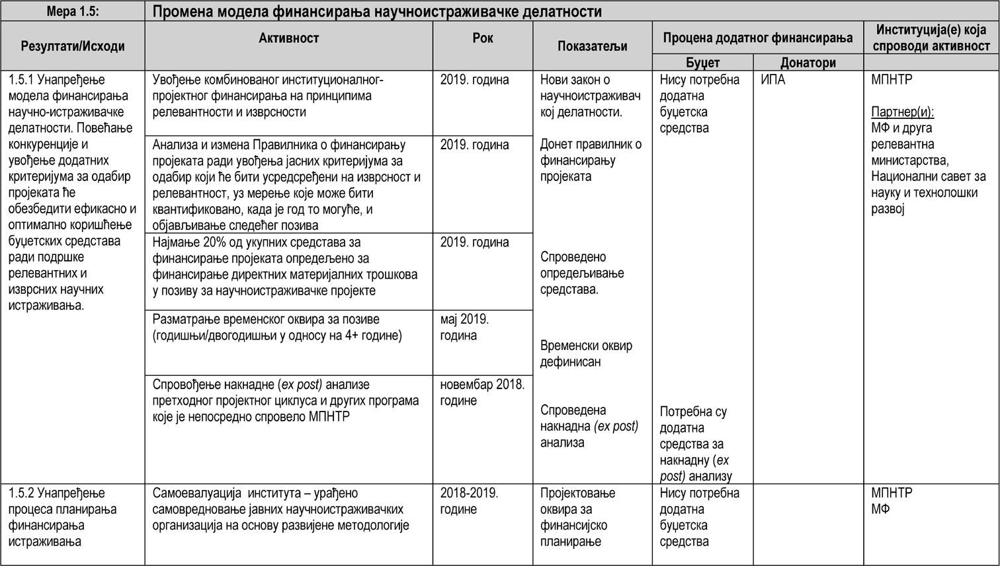 Мера 1.5:
Промена модела финансирања научноистраживачке делатности
Резултати/Исходи
Активност
Рок
Показатељи
Процена додатног финансирања
Институција(е) која
спроводи активност
Буџет
Донатори
1.5.1 Унапређење
модела финансирања
научно-истраживачке
делатности. Повећање
конкуренције и
увођење додатних
критеријума за одабир
пројеката ће
обезбедити ефикасно и
оптимално коришћење
буџетских средстава
ради подршке
релевантних и
изврсних научних
истраживања.
Увођење комбинованог институционалног-
пројектног финансирања на принципима
релевантности и изврсности
2019. година
Анализа и измена Правилника о финансирању
пројеката ради увођења јасних критеријума за
одабир који ће бити усредсређени на изврсност и
релевантност, уз мерење које може бити
квантификовано, када је год то могуће, и
објављивање следећег позива
2019. година
Најмање 20% од укупних средстава за
финансирање пројеката опредељено за
финансирање директних материјалних трошкова
у позиву за научноистраживачке пројекте
2019. година
Разматрање временског оквира за позиве
(годишњи/двогодишњи у односу на 4+ године)
мај 2019.
година
Спровођење накнадне (ex post) анализе
претходног пројектног циклуса и других програма
које је непосредно спровело МПНТР
новембар 2018.
године
Нови закон о
научноистраживач
кој делатности.
Донет правилник о
финансирању
пројеката
Спроведено
опредељивање
средстава.
Временски оквир
дефинисан
Спроведена
накнадна (ex post)
анализа
Нису потребна
додатна
буџетска
средства
Потребна су
додатна
средства за
накнадну (ex
post) анализу
ИПА
МПНТР
Партнер(и):
МФ и друга
релевантна
министарства,
Национални савет за
науку и технолошки
развој
1.5.2 Унапређење
процеса планирања
финансирања
истраживања
Самоевалуација института – урађено
самовредновање јавних научноистраживачких
организација на основу развијене методологије
2018-2019.
године
Пројектовање
оквира за
финансијско
планирање
Нису потребна
додатна
буџетска
средства
МПНТР
МФ